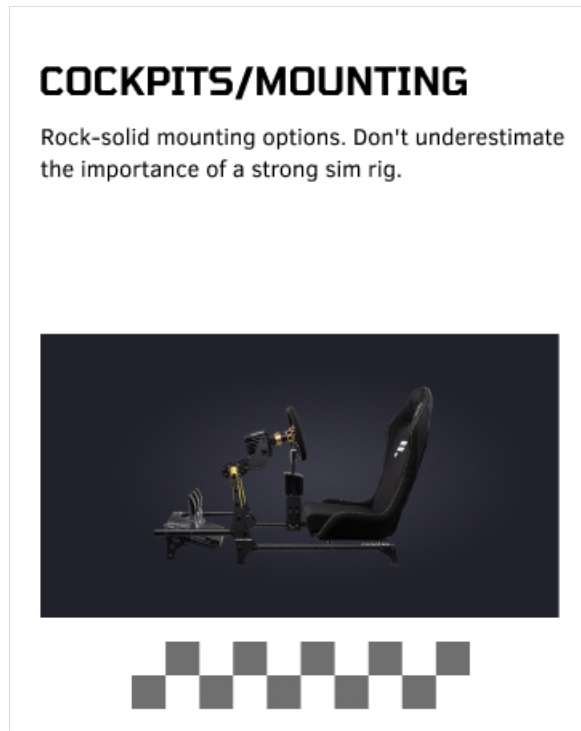 COCKPITS/MOUNTING
Rock-solid mounting options. Don't underestimate
the importance of a strong sim rig.